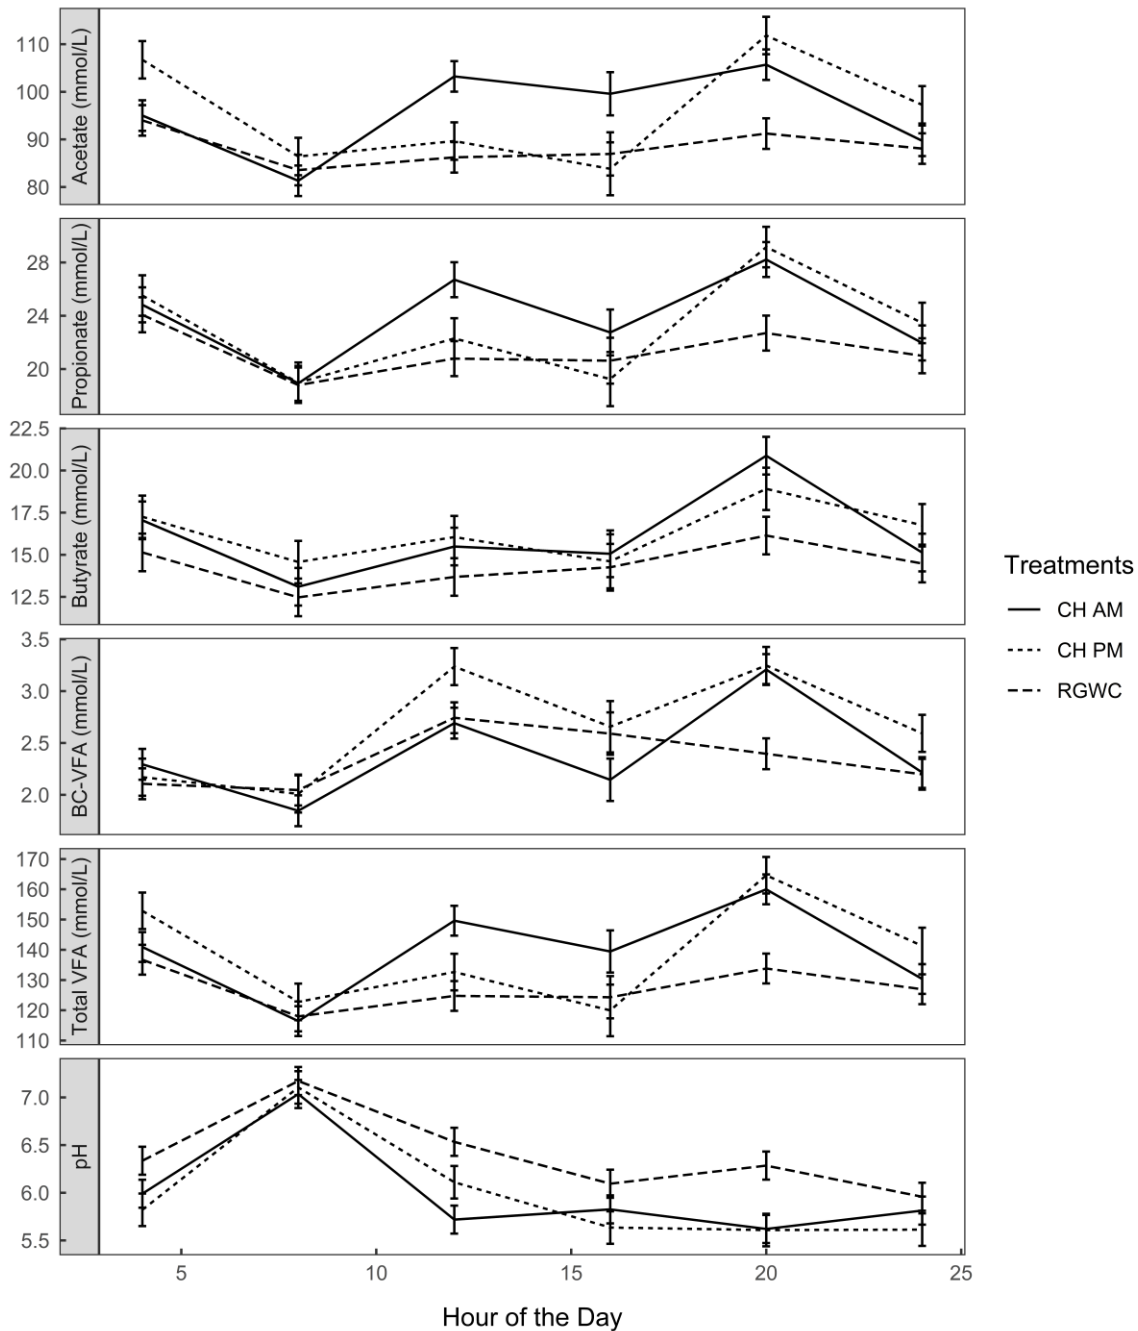 Acetate (mmol/L)
110
100
90
80
Propionate (mmol/L)
28
24
20
Butyrate (mmol/L)
22.5
20.0
17.5
15.0
12.5
BC-VFA (mmol/L)
3.5
3.0
2.5
2.0
Total VFA (mmol/L)
170
160
150
140
130
120
110
pH
7.0
6.5
6.0
5.5
5
10
15
20
25
Hour of the Day
Treatments
CH AM
CH PM
RGWC